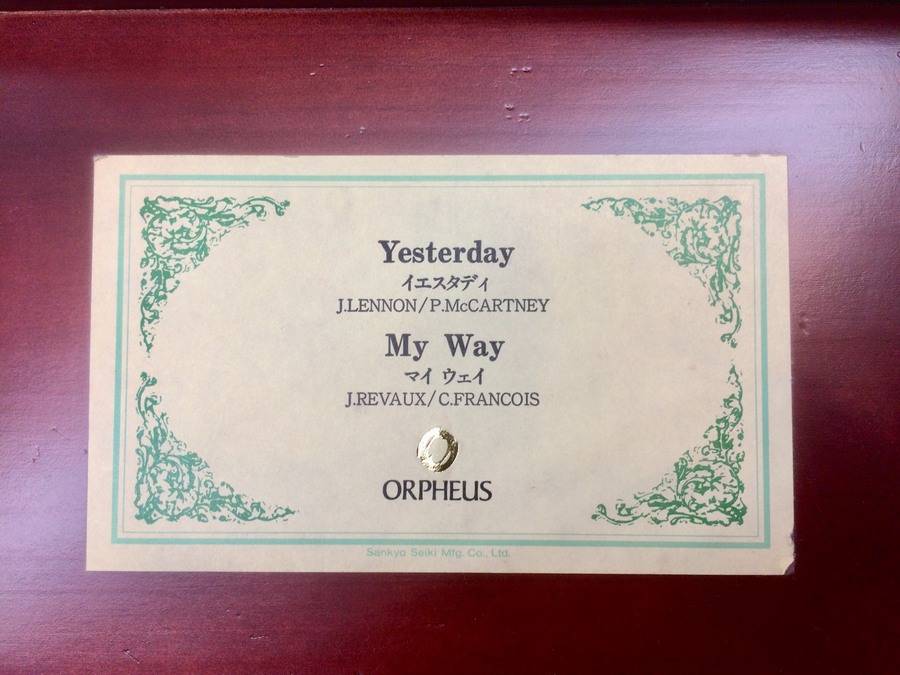 Yesterday
イエスタディ
J.LENNON/P.McCARTNEY
My Way
マイ ウェイ
J.REVAUX/C.FRANCOIS
ORPHEUS
Sankyo Seiki Mfg. Co., Ltd.